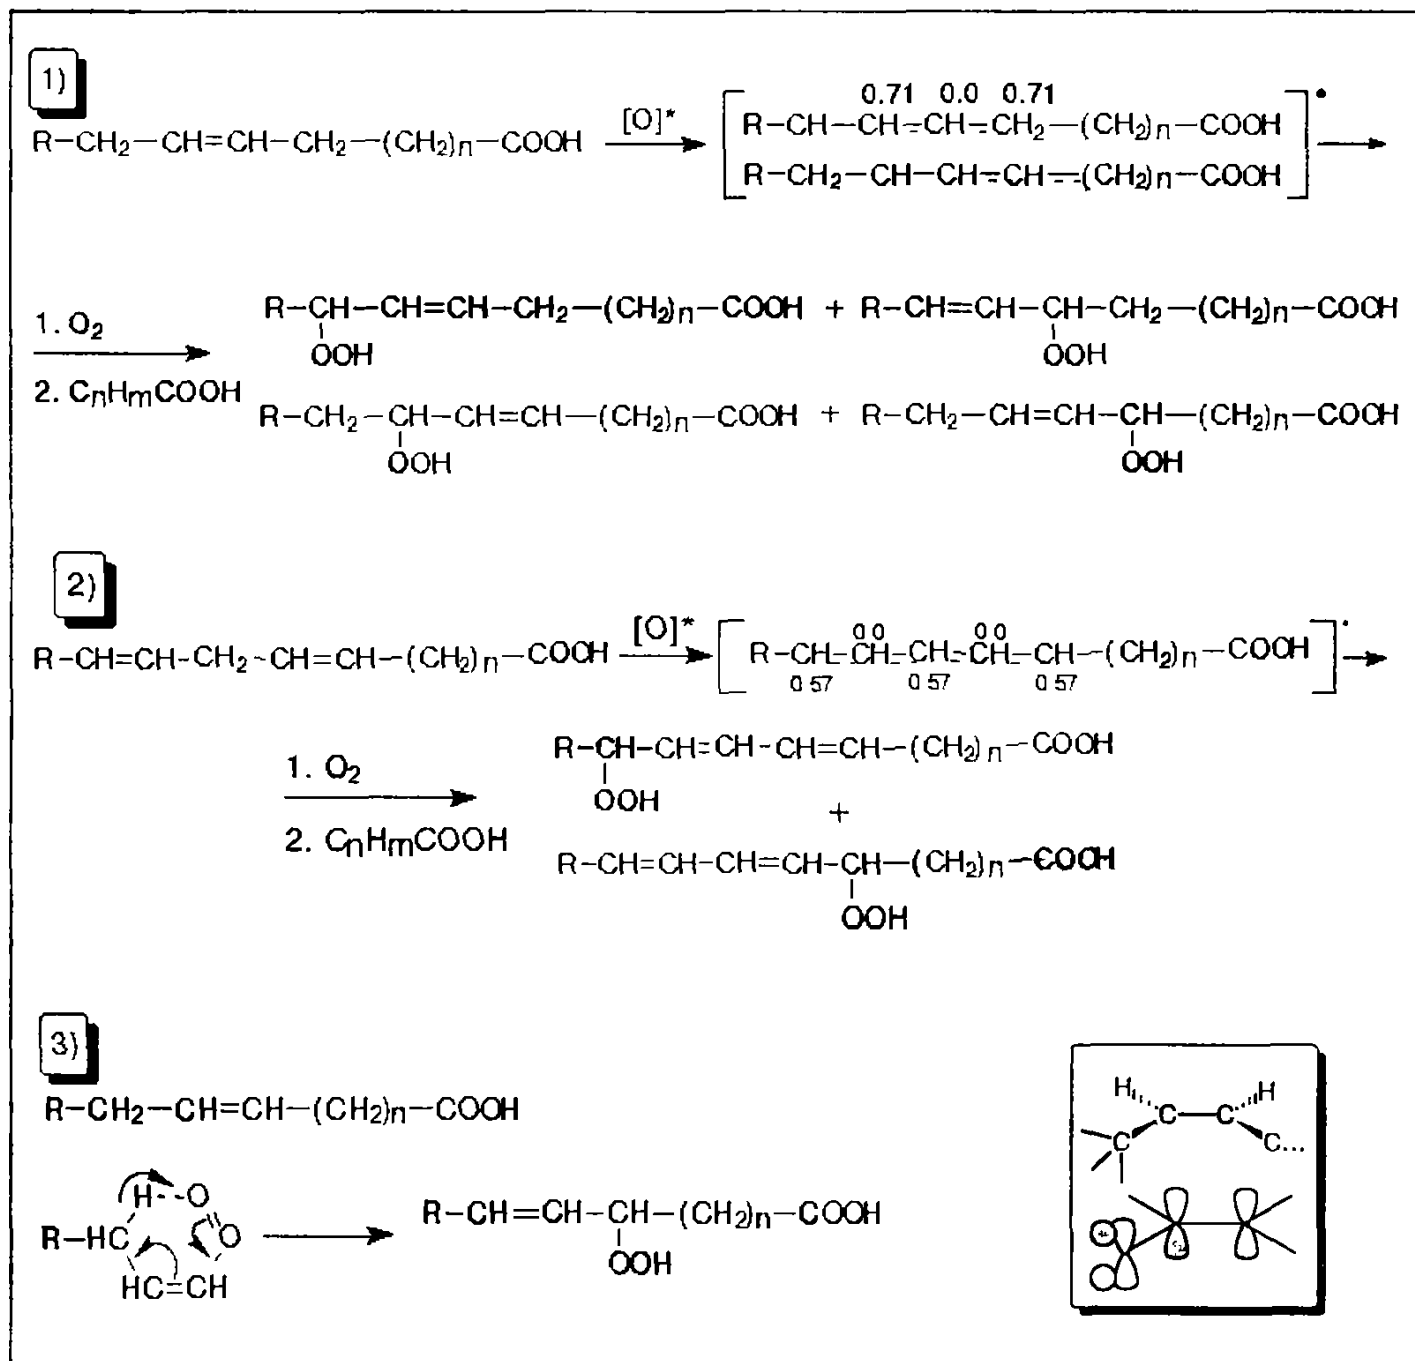 1)
R–CH₂–CH=CH–CH₂–(CH₂)n–COOH
[O]*
0.71 0.0 0.71
R–CH–CH=CH=CH₂–(CH₂)n–COOH
R–CH₂–CH–CH=CH=–(CH₂)n–COOH
•
1. O₂
2. CnHmCOOH
R–CH–CH=CH–CH₂–(CH₂)n–COOH + R–CH=CH–CH–CH₂–(CH₂)n–COOH
OOH OOH
R–CH₂–CH–CH=CH–(CH₂)n–COOH + R–CH₂–CH=CH–CH–(CH₂)n–COOH
OOH OOH
2)
R–CH=CH–CH₂–CH=CH–(CH₂)n–COOH
[O]*
0.0 0.0
R–CH=CH=CH=CH=CH–(CH₂)n–COOH
0.57 0.57 0.57
•
1. O₂
2. CnHmCOOH
R–CH–CH=CH–CH=CH–(CH₂)n–COOH
OOH
+
R–CH=CH–CH=CH–CH–(CH₂)n–COOH
OOH
3)
R–CH₂–CH=CH–(CH₂)n–COOH
H--O
R–HC O
HC=CH
R–CH=CH–CH–(CH₂)n–COOH
OOH
H H
C–C
C C...